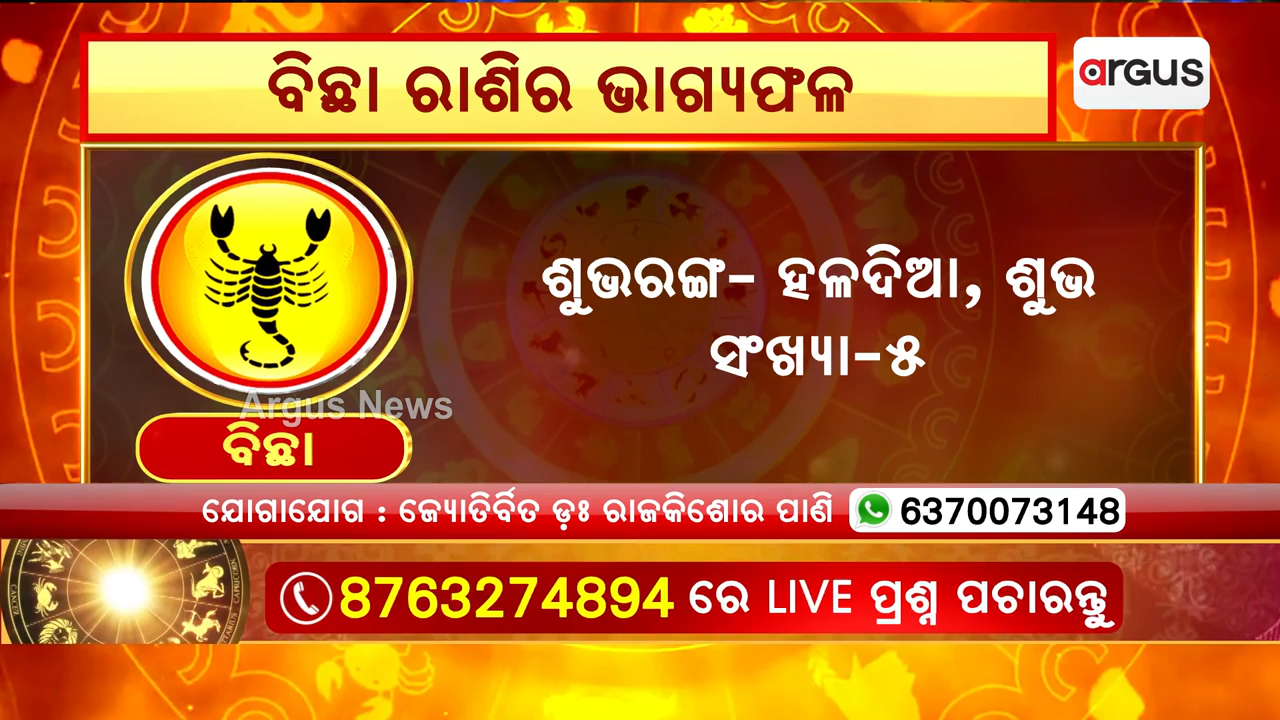 ବିଛା ରାଶିର ଭାଗ୍ୟଫଳ
argus
ଶୁଭରଙ୍ଗ- ହଳଦିଆ, ଶୁଭ
ସଂଖ୍ୟା-୫
Argus News
ବିଛା
ଯୋଗାଯୋଗ : ଜ୍ୟୋତିର୍ବିତ ଡ଼ଃ ରାଜକିଶୋର ପାଣି 6370073148
8763274894 ରେ LIVE ପ୍ରଶ୍ନ ପଚାରନ୍ତୁ